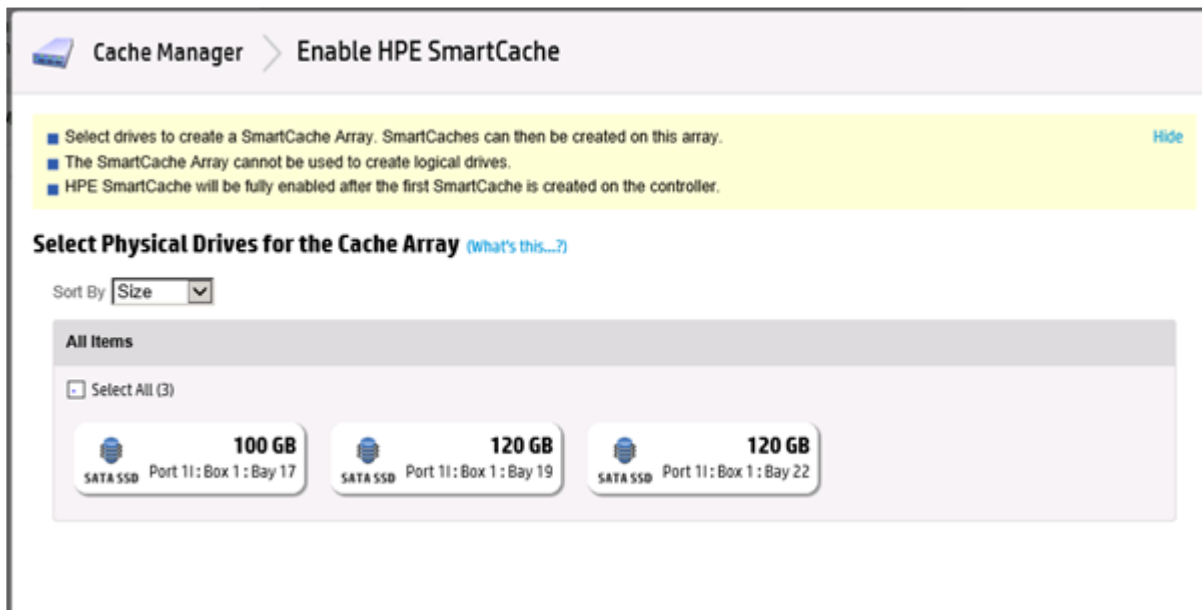 Cache Manager Enable HPE SmartCache
Select drives to create a SmartCache Array. SmartCaches can then be created on this array. Hide
The SmartCache Array cannot be used to create logical drives.
HPE SmartCache will be fully enabled after the first SmartCache is created on the controller.
Select Physical Drives for the Cache Array (What's this...?)
Sort By Size
All Items
Select All (3)
100 GB
SATA SSD Port 1I : Box 1 : Bay 17
120 GB
SATA SSD Port 1I : Box 1 : Bay 19
120 GB
SATA SSD Port 1I : Box 1 : Bay 22